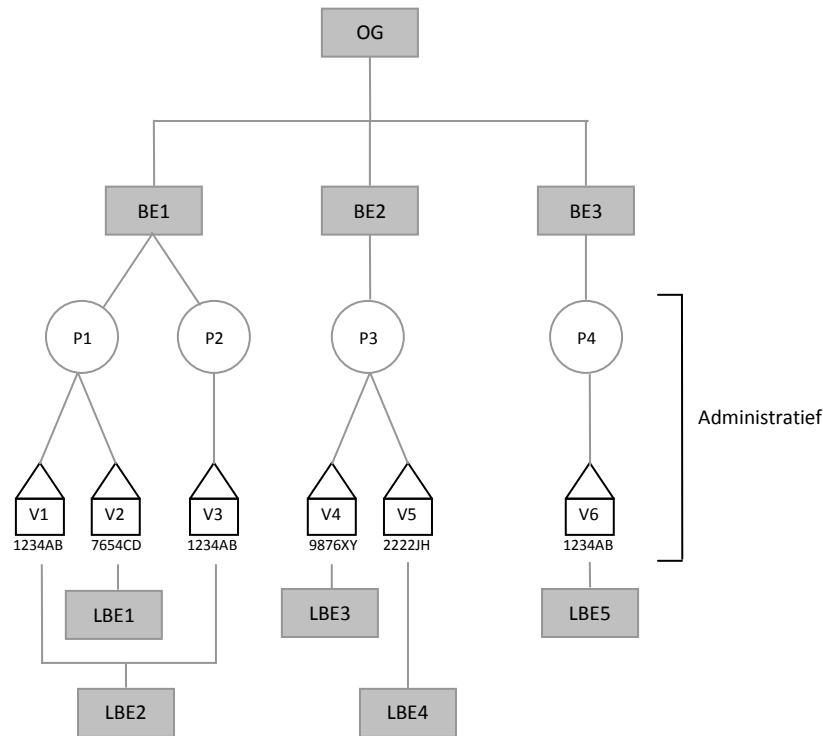 OG
BE1
BE2
BE3
P1
P2
P3
P4
Administratief
V1
V2
V3
V4
V5
V6
1234AB
7654CD
1234AB
9876XY
2222JH
1234AB
LBE1
LBE3
LBE5
LBE2
LBE4